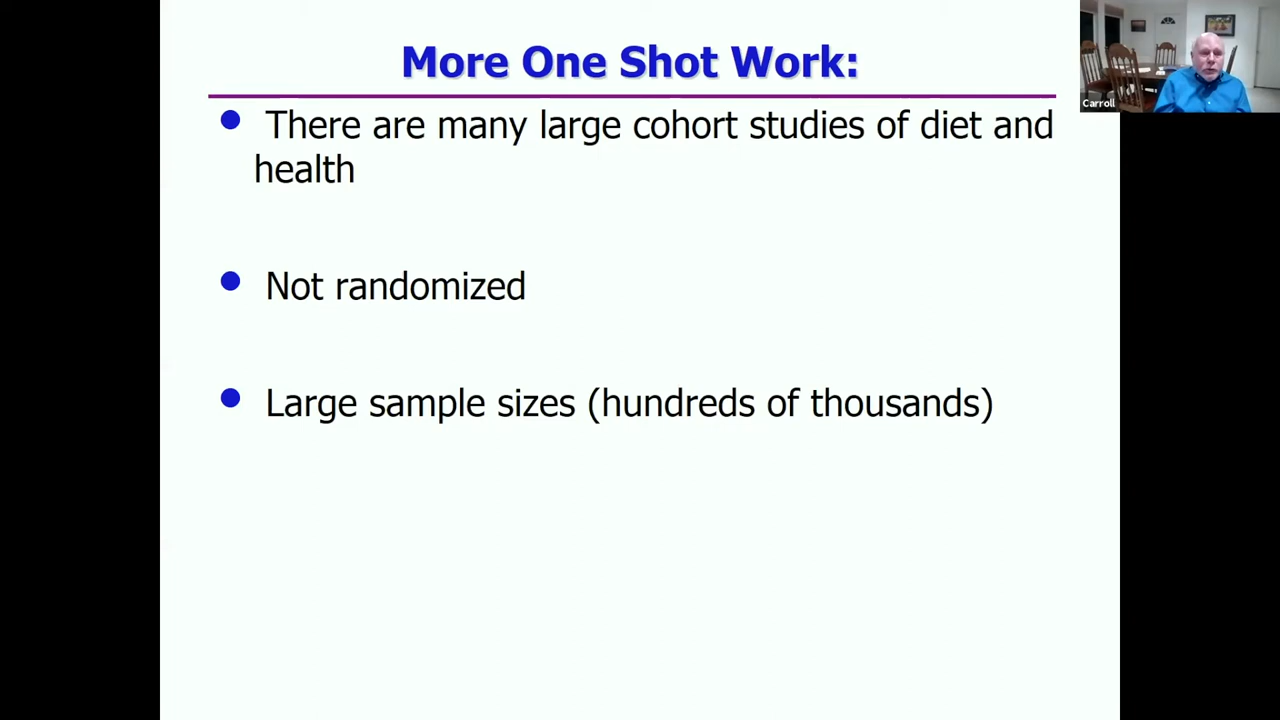 More One Shot Work:
There are many large cohort studies of diet and
health
Not randomized
Large sample sizes (hundreds of thousands)
Carroll